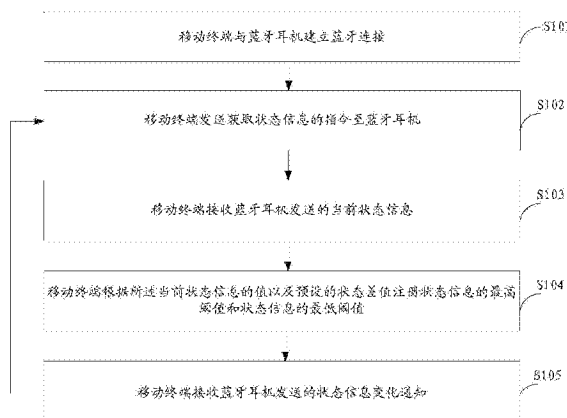 移动终端与蓝牙耳机建立蓝牙连接
S101
移动终端发送获取状态信息的指令至蓝牙耳机
S102
移动终端接收蓝牙耳机发送的当前状态信息
S103
移动终端根据所述当前状态信息的值以及预设的状态差值注册状态信息的最高
阈值和状态信息的最低阈值
S104
移动终端接收蓝牙耳机发送的状态信息变化通知
S105